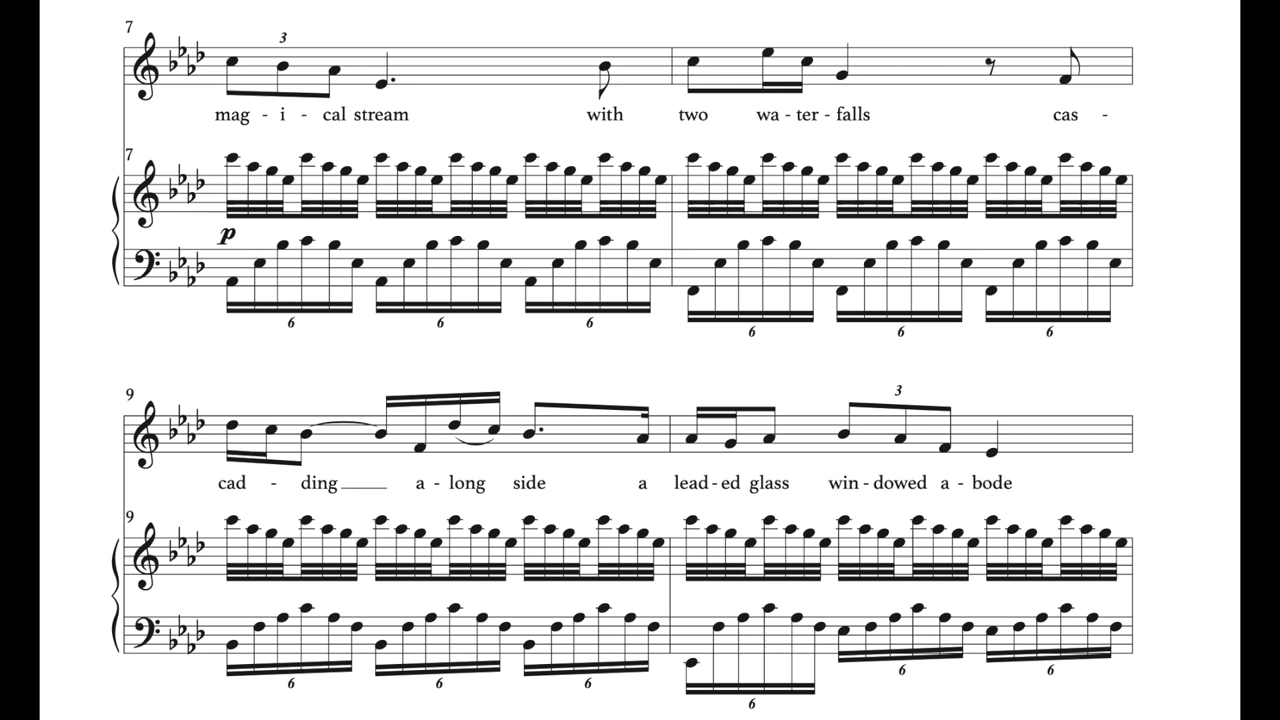 7
3
mag - i - cal stream with two wa - ter - falls cas -
7
p
6 6 6 6 6 6
9
3
cad - ding a - long side a lead - ed glass win - dowed a - bode
9
6 6 6 6 6 6